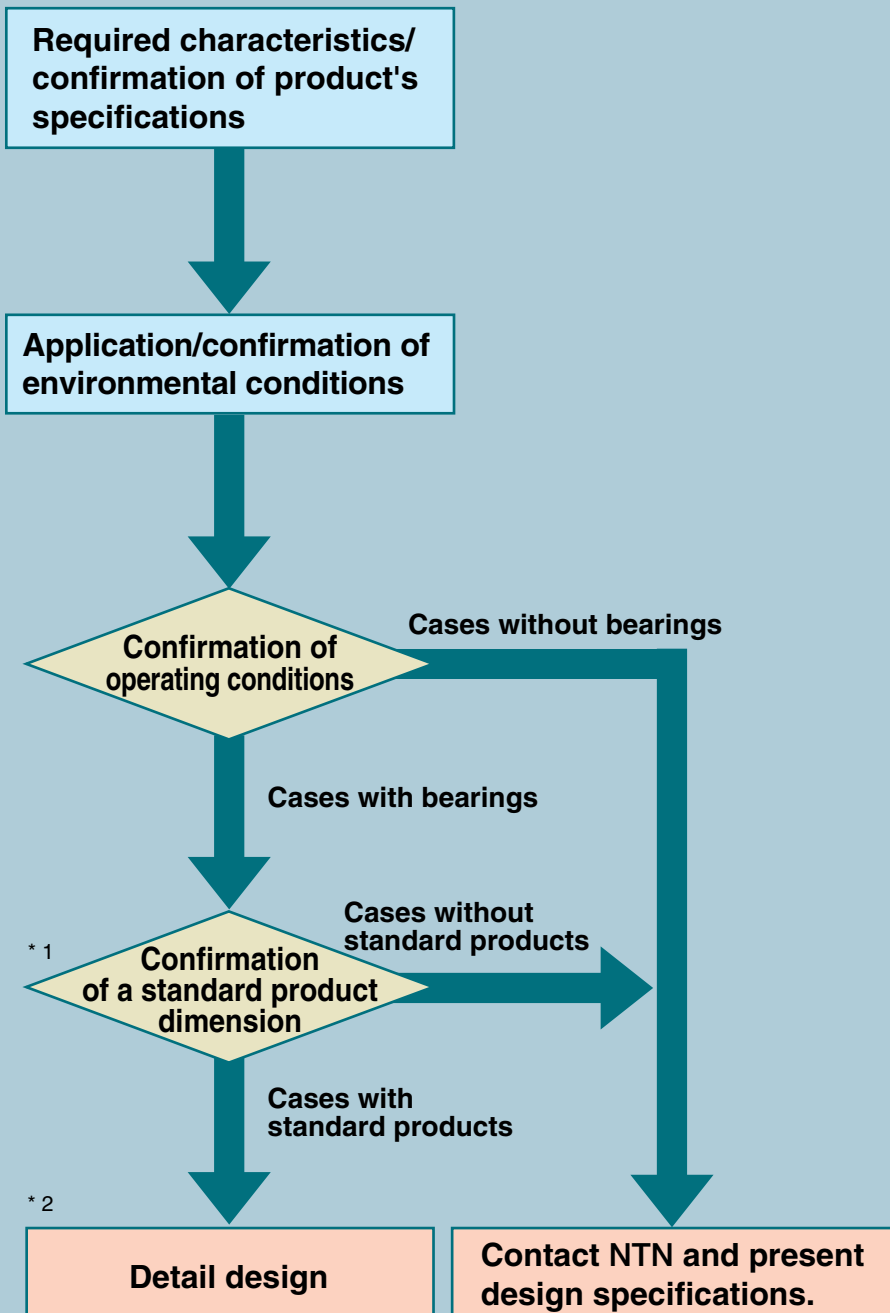 Required characteristics/
confirmation of product's
specifications
Application/confirmation of
environmental conditions
Confirmation of
operating conditions
Cases without bearings
Cases with bearings
* 1
Confirmation
of a standard product
dimension
Cases without
standard products
Cases with
standard products
* 2
Detail design
Contact NTN and present
design specifications.